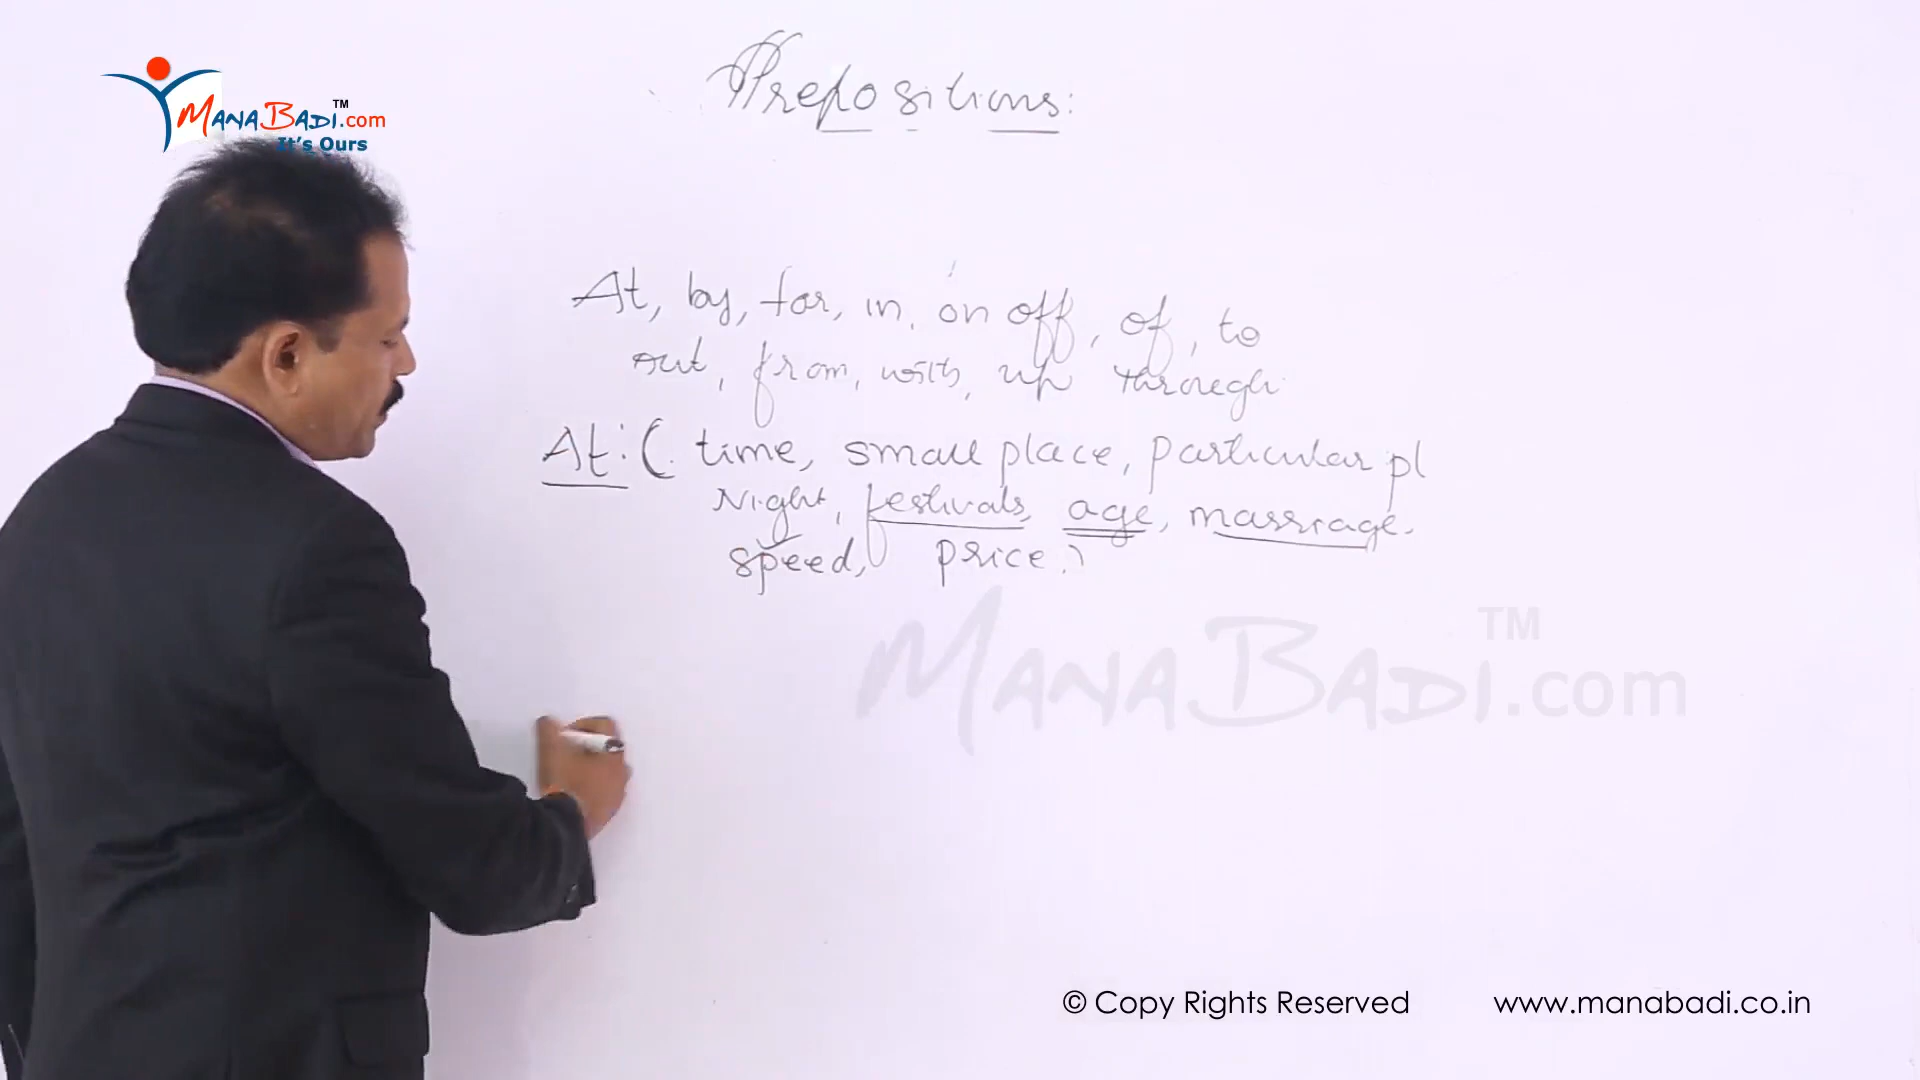 MANABADI.com TM
It's Ours
Prepositions:
At, by, for, in, on off, of, to
out, from, with, up through
At: ( time, small place, particular pl
Night, festivals, age, marriage.
speed, price.)
MANABADI.com TM
© Copy Rights Reserved www.manabadi.co.in